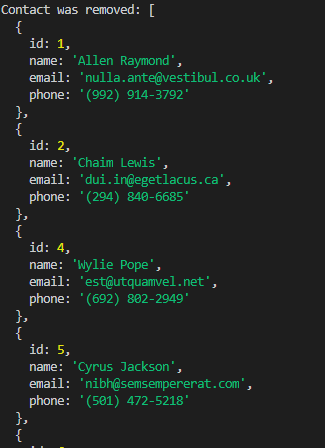 Contact was removed: [
  {
    id: 1,
    name: 'Allen Raymond',
    email: 'nulla.ante@vestibul.co.uk',
    phone: '(992) 914-3792'
  },
  {
    id: 2,
    name: 'Chaim Lewis',
    email: 'dui.in@egetlacus.ca',
    phone: '(294) 840-6685'
  },
  {
    id: 4,
    name: 'Wylie Pope',
    email: 'est@utquamvel.net',
    phone: '(692) 802-2949'
  },
  {
    id: 5,
    name: 'Cyrus Jackson',
    email: 'nibh@semsempererat.com',
    phone: '(501) 472-5218'
  },
  {